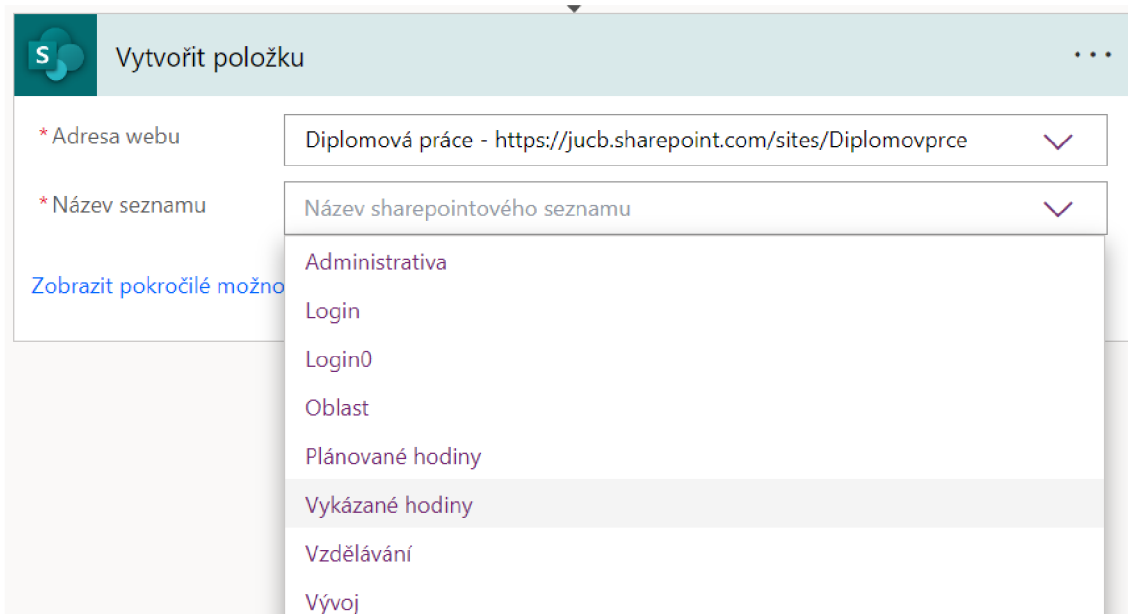 S
Vytvořit položku
* Adresa webu
Diplomová práce - https://jucb.sharepoint.com/sites/Diplomovprce
* Název seznamu
Název sharepointového seznamu
Zobrazit pokročilé možno
Administrativa
Login
Login0
Oblast
Plánované hodiny
Vykázané hodiny
Vzdělávání
Vývoj